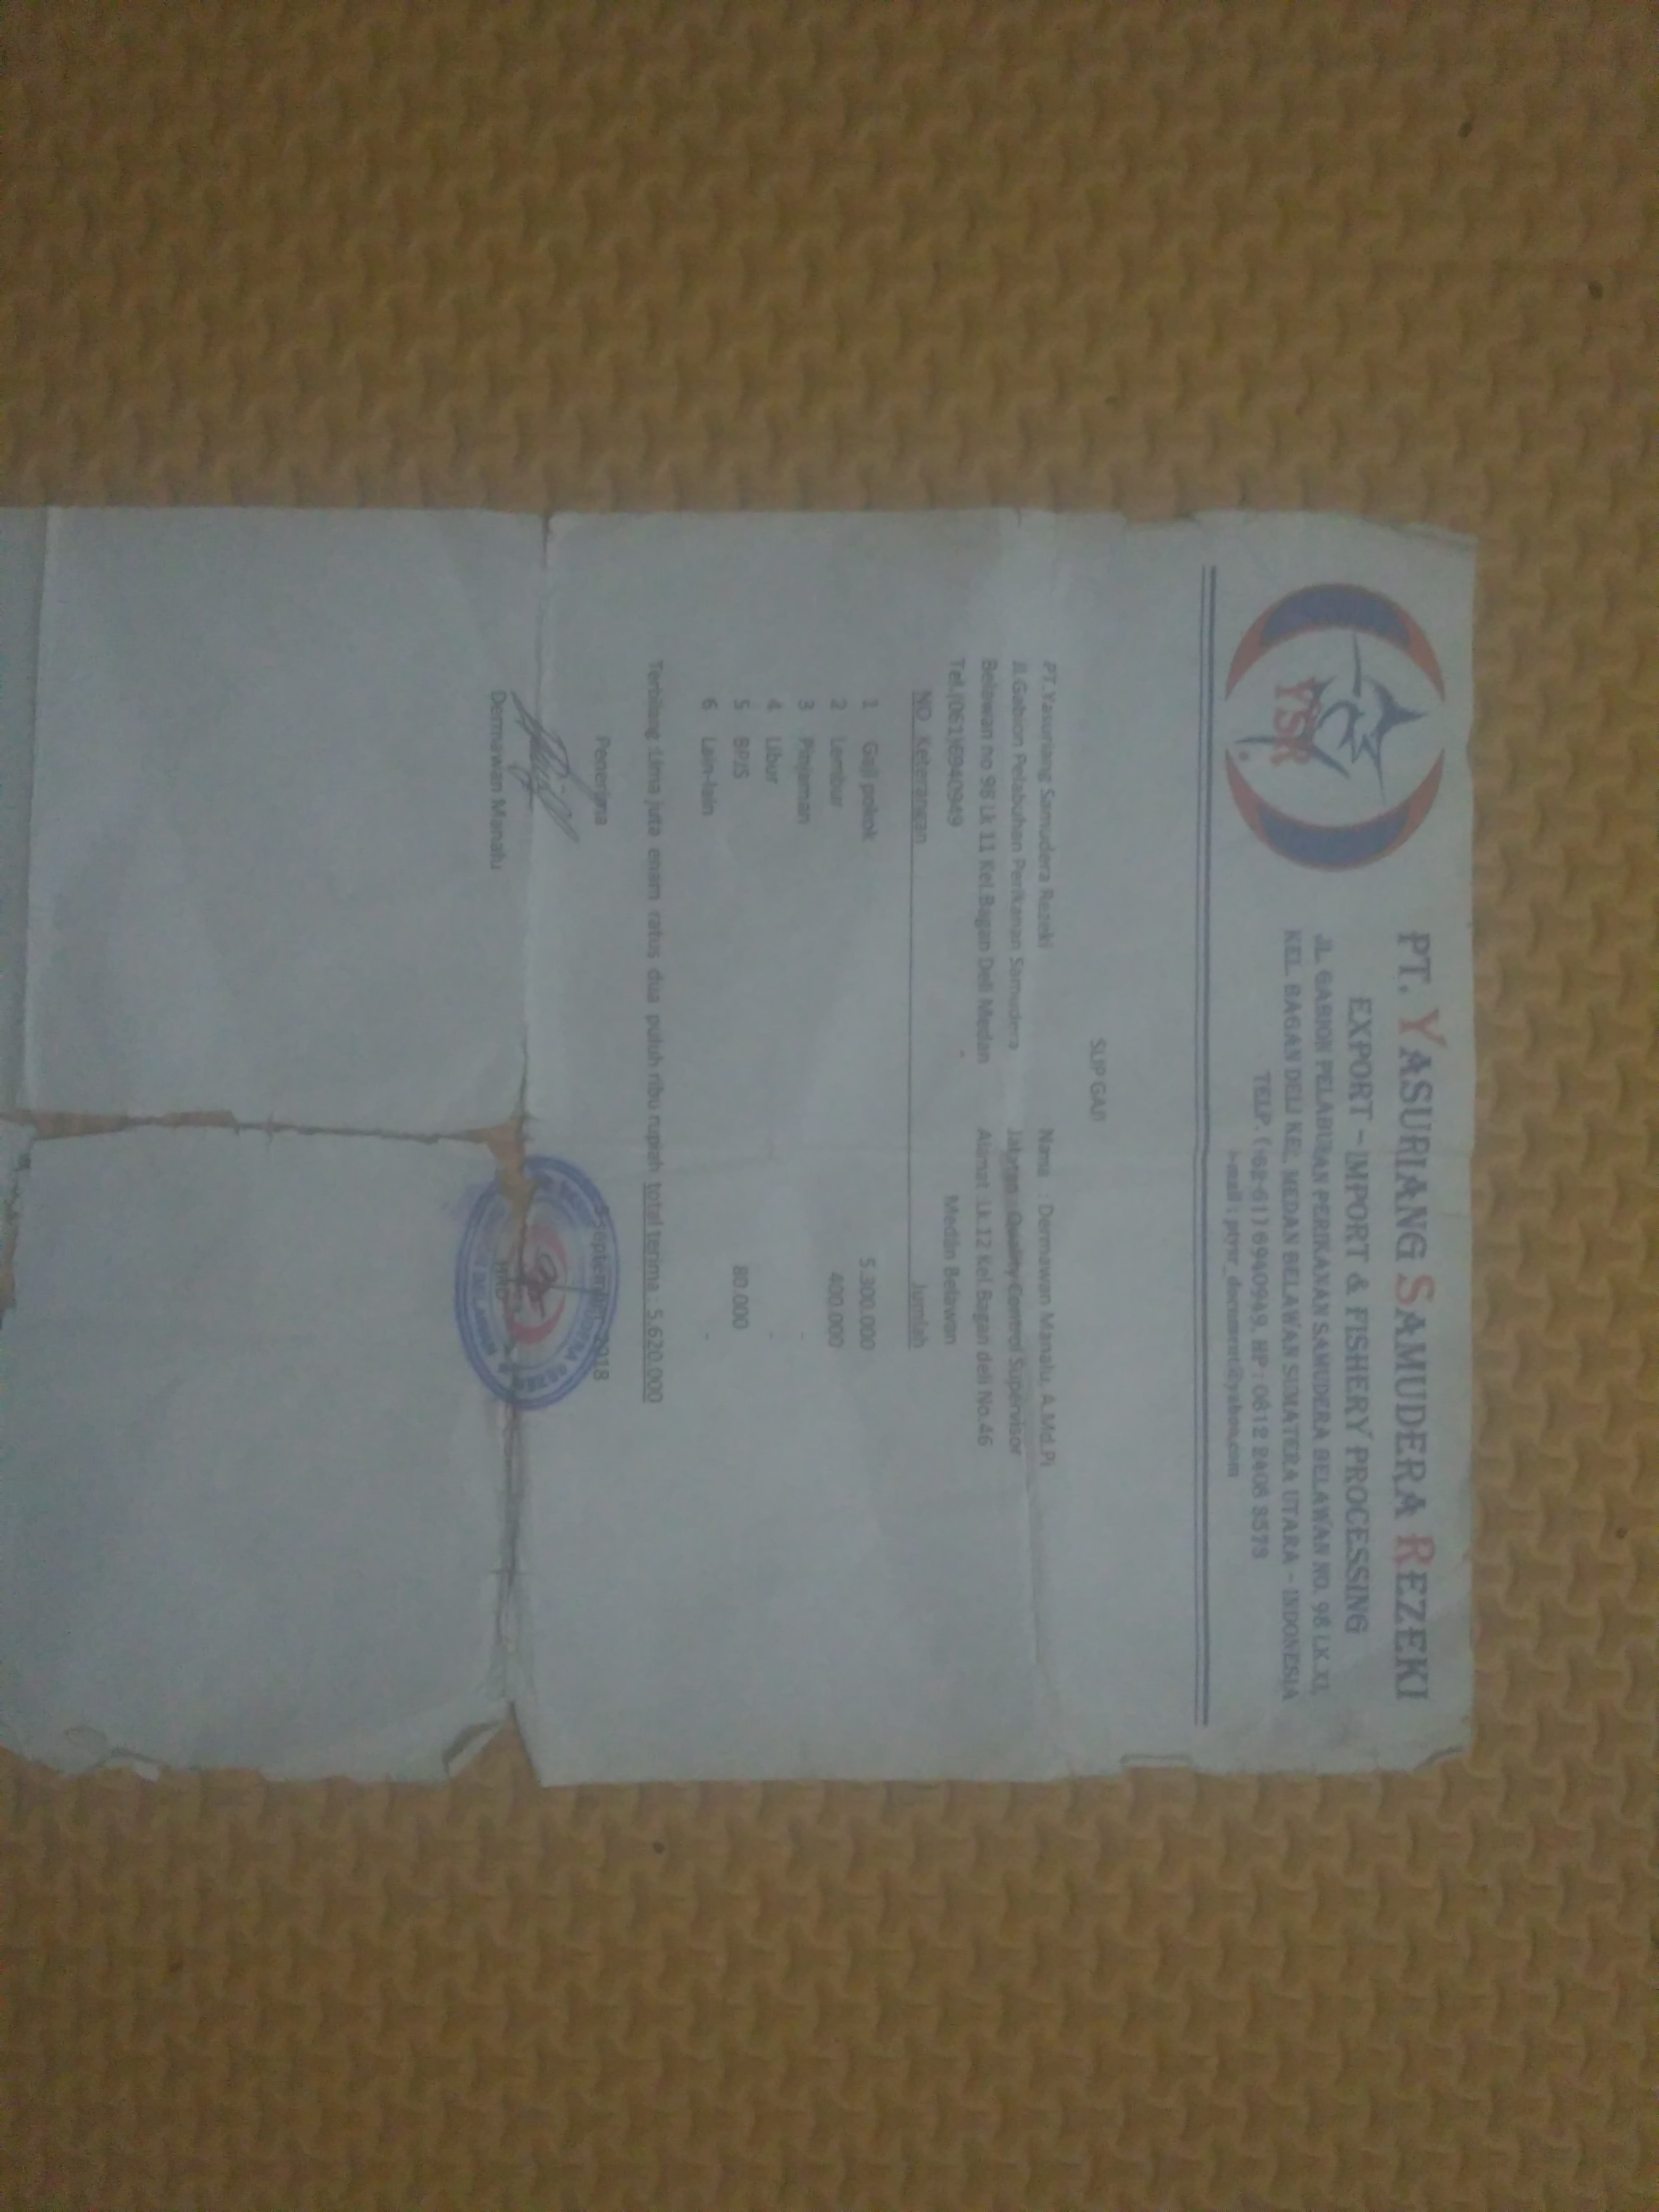 YSR
PT. YASURIANG SAMUDERA REZEKI
EXPORT - IMPORT & FISHERY PROCESSING
JL. GABION PELABUHAN PERIKANAN SAMUDERA BELAWAN NO. 98 LK.XI,
KEL. BAGAN DELI KEC. MEDAN BELAWAN SUMATERA UTARA - INDONESIA
TELP. (+62-61) 6940949, HP : 0812 2408 8573
e-mail : ptysr_document@yahoo.com
SLIP GAJI
PT.Yasuriang Samudera Rezeki Nama : Dermawan Manalu, A.Md.Pi
Jl.Gabion Pelabuhan Perikanan Samudera Jabatan :Quality Control Supervisor
Belawan no 98 Lk 11 Kel.Bagan Deli Medan Alamat :Lk.12 kel.Bagan deli No.46
Tel.(061)6940949 Medan Belawan
NO Keterangan Jumlah
1 Gaji pokok 5.300.000
2 Lembur 400.000
3 Pinjaman -
4 Libur -
5 BPJS 80.000
6 Lain-lain -
Terbilang :Lima juta enam ratus dua puluh ribu rupiah total terima : 5.620.000
September 2018
Penerima
Dermawan Manalu